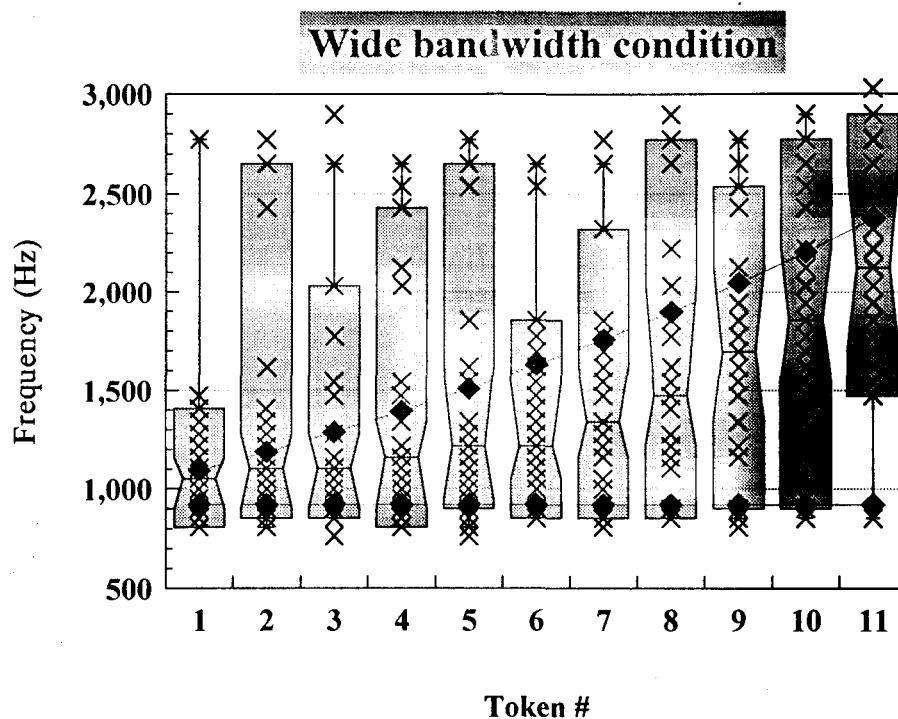 Wide bandwidth condition
3,000
2,500
2,000
1,500
1,000
500
Frequency (Hz)
1 2 3 4 5 6 7 8 9 10 11
Token #